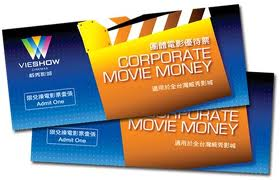 VIESHOW
CINEMAS
威秀影城
限兌換電影票壹張
Admit One
團體電影優待票
CORPORATE
MOVIE MONEY
適用於全台灣威秀影城
限兌換電影票壹張
Admit One
CORPORATE
MOVIE MONEY
適用於全台灣威秀影城